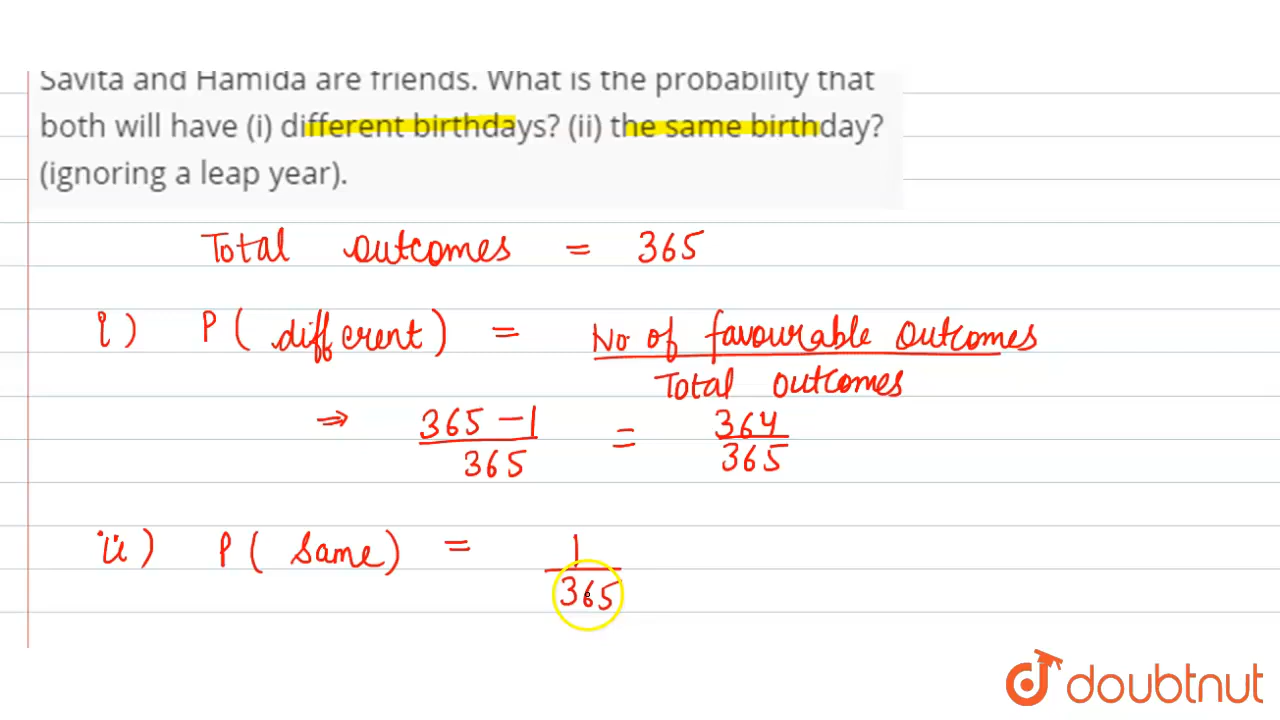 Savita and Hamida are friends. What is the probability that
both will have (i) different birthdays? (ii) the same birthday?
(ignoring a leap year).
Total outcomes = 365
i) P( different ) = No. of favourable outcomes
Total outcomes
⇒ 365 - 1 = 364
365 365
ii) P( Same) = 1
365
doubtnut